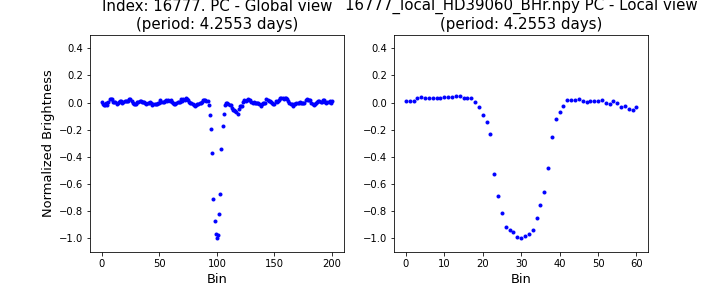 Index: 16777. PC - Global view
(period: 4.2553 days)
16777_local_HD39060_BHr.npy PC - Local view
(period: 4.2553 days)
Normalized Brightness
0.4
0.2
0.0
−0.2
−0.4
−0.6
−0.8
−1.0
0 50 100 150 200
Bin
0.4
0.2
0.0
−0.2
−0.4
−0.6
−0.8
−1.0
0 10 20 30 40 50 60
Bin